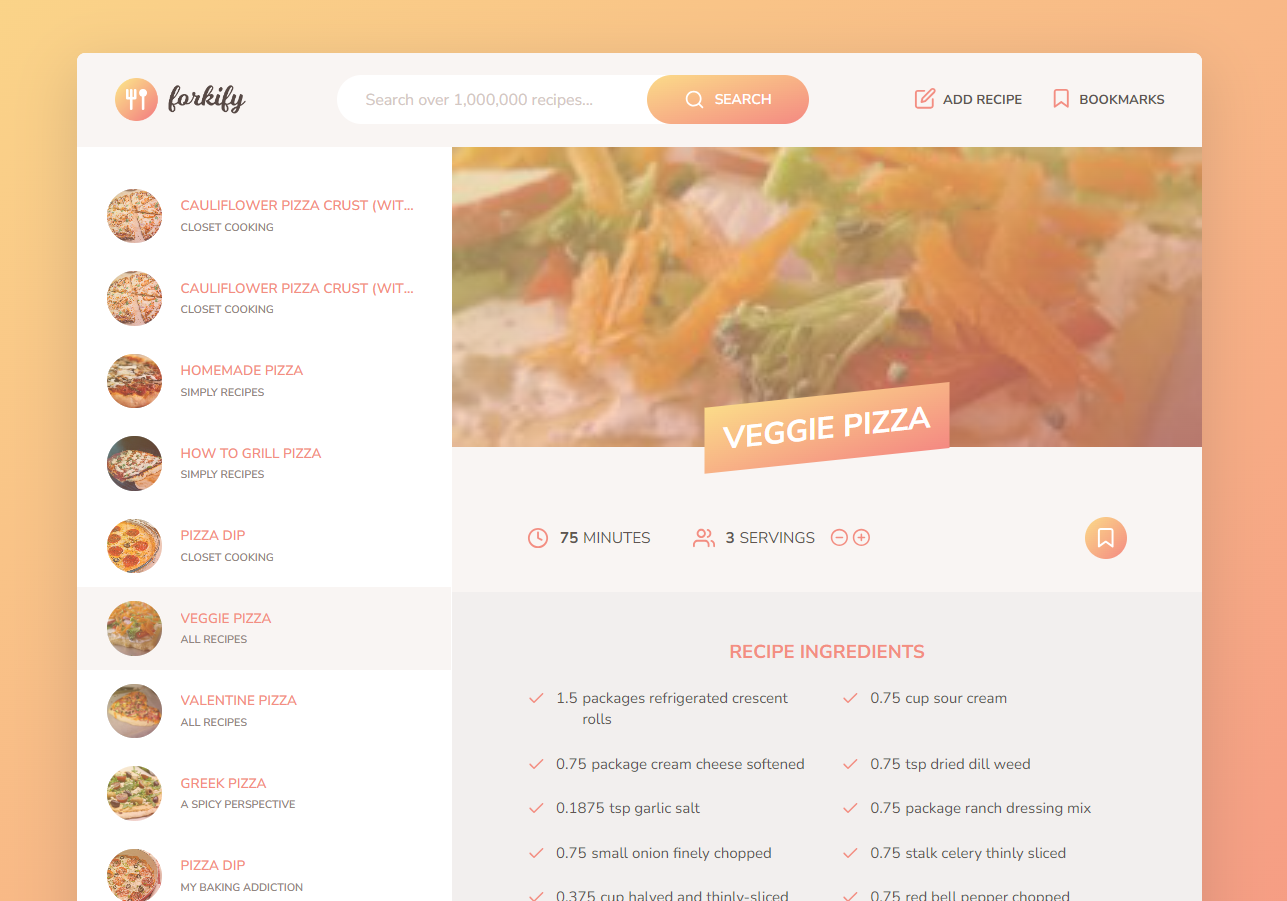 forkify
Search over 1,000,000 recipes...
SEARCH
ADD RECIPE
BOOKMARKS
CAULIFLOWER PIZZA CRUST (WIT...
CLOSET COOKING
CAULIFLOWER PIZZA CRUST (WIT...
CLOSET COOKING
HOMEMADE PIZZA
SIMPLY RECIPES
HOW TO GRILL PIZZA
SIMPLY RECIPES
PIZZA DIP
CLOSET COOKING
VEGGIE PIZZA
ALL RECIPES
VALENTINE PIZZA
ALL RECIPES
GREEK PIZZA
A SPICY PERSPECTIVE
PIZZA DIP
MY BAKING ADDICTION
VEGGIE PIZZA
75 MINUTES
3 SERVINGS
RECIPE INGREDIENTS
1.5 packages refrigerated crescent
rolls
0.75 cup sour cream
0.75 package cream cheese softened
0.75 tsp dried dill weed
0.1875 tsp garlic salt
0.75 package ranch dressing mix
0.75 small onion finely chopped
0.75 stalk celery thinly sliced
0.375 cup halved and thinly-sliced
0.75 red bell pepper chopped